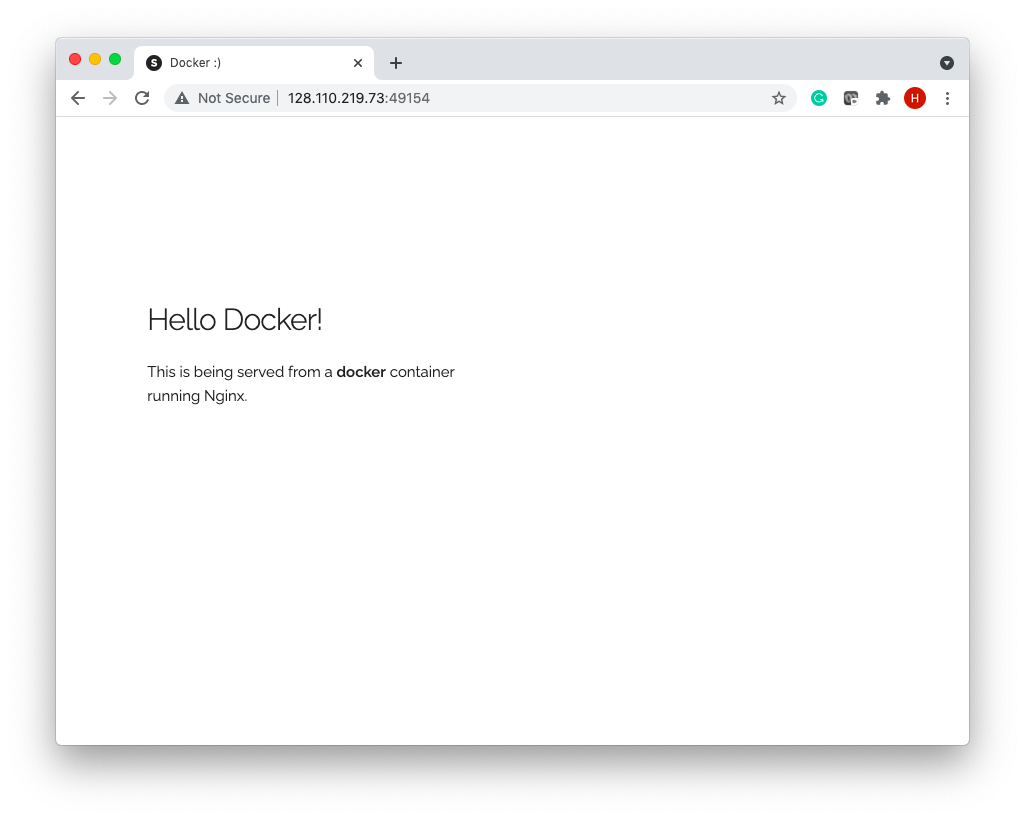 S Docker :)
Not Secure 128.110.219.73:49154
H
Hello Docker!
This is being served from a docker container
running Nginx.